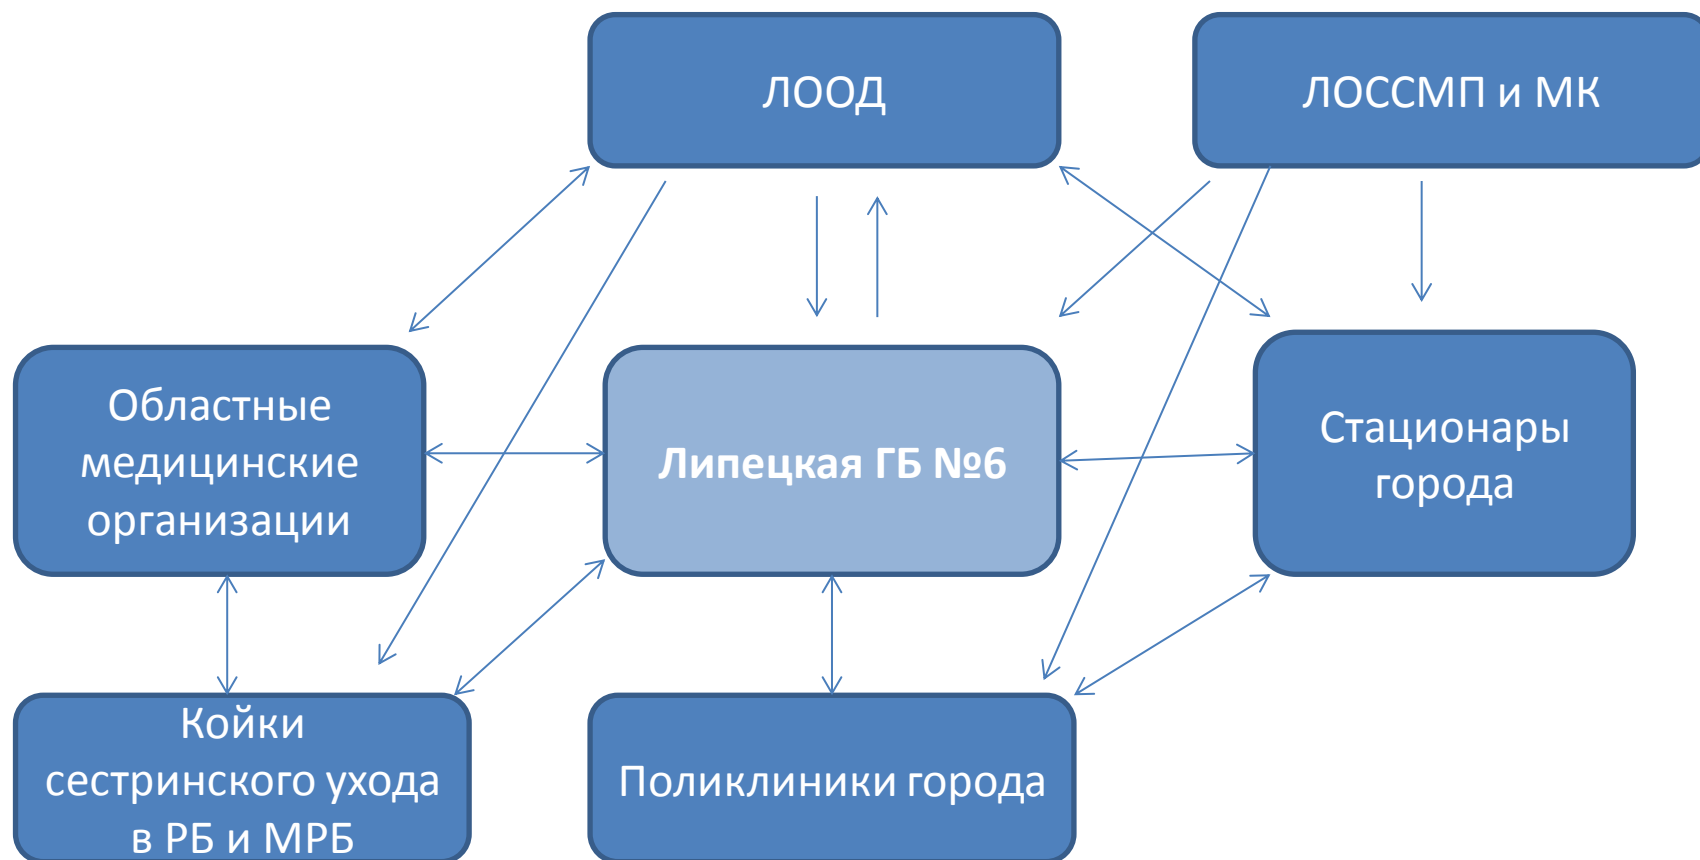 ЛООД
ЛОССМП и МК
Областные
медицинские
организации
Липецкая ГБ №6
Стационары
города
Койки
сестринского ухода
в РБ и МРБ
Поликлиники города